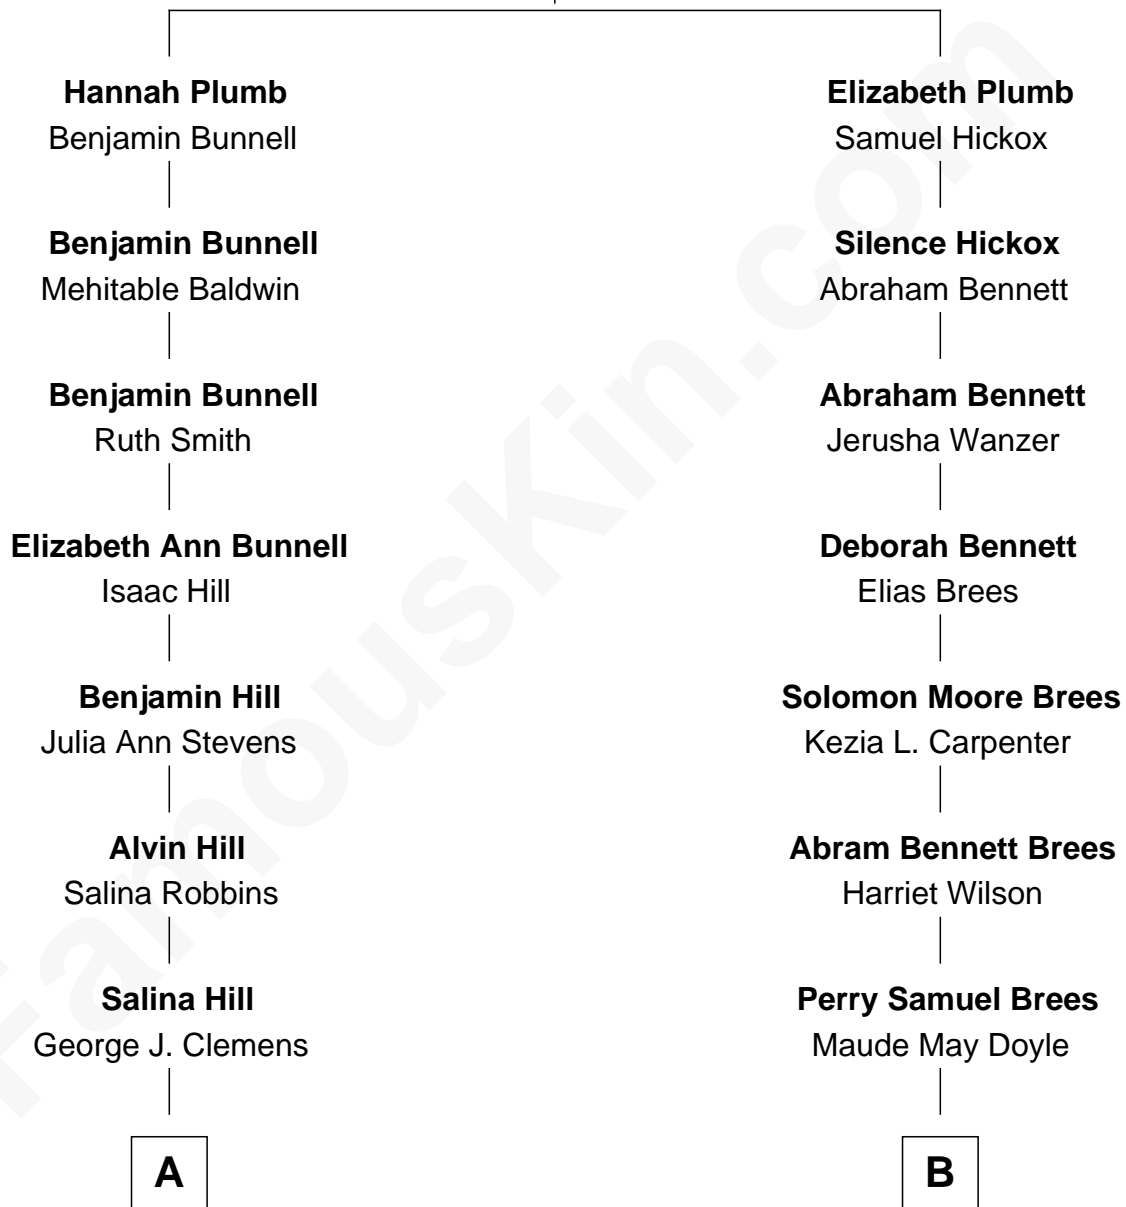 Hannah Plumb
Benjamin Bunnell
Benjamin Bunnell
Mehitable Baldwin
Benjamin Bunnell
Ruth Smith
Elizabeth Ann Bunnell
Isaac Hill
Benjamin Hill
Julia Ann Stevens
Alvin Hill
Salina Robbins
Salina Hill
George J. Clemens
A
Elizabeth Plumb
Samuel Hickox
Silence Hickox
Abraham Bennett
Abraham Bennett
Jerusha Wanzer
Deborah Bennett
Elias Brees
Solomon Moore Brees
Kezia L. Carpenter
Abram Bennett Brees
Harriet Wilson
Perry Samuel Brees
Maude May Doyle
B
FamousKin.com